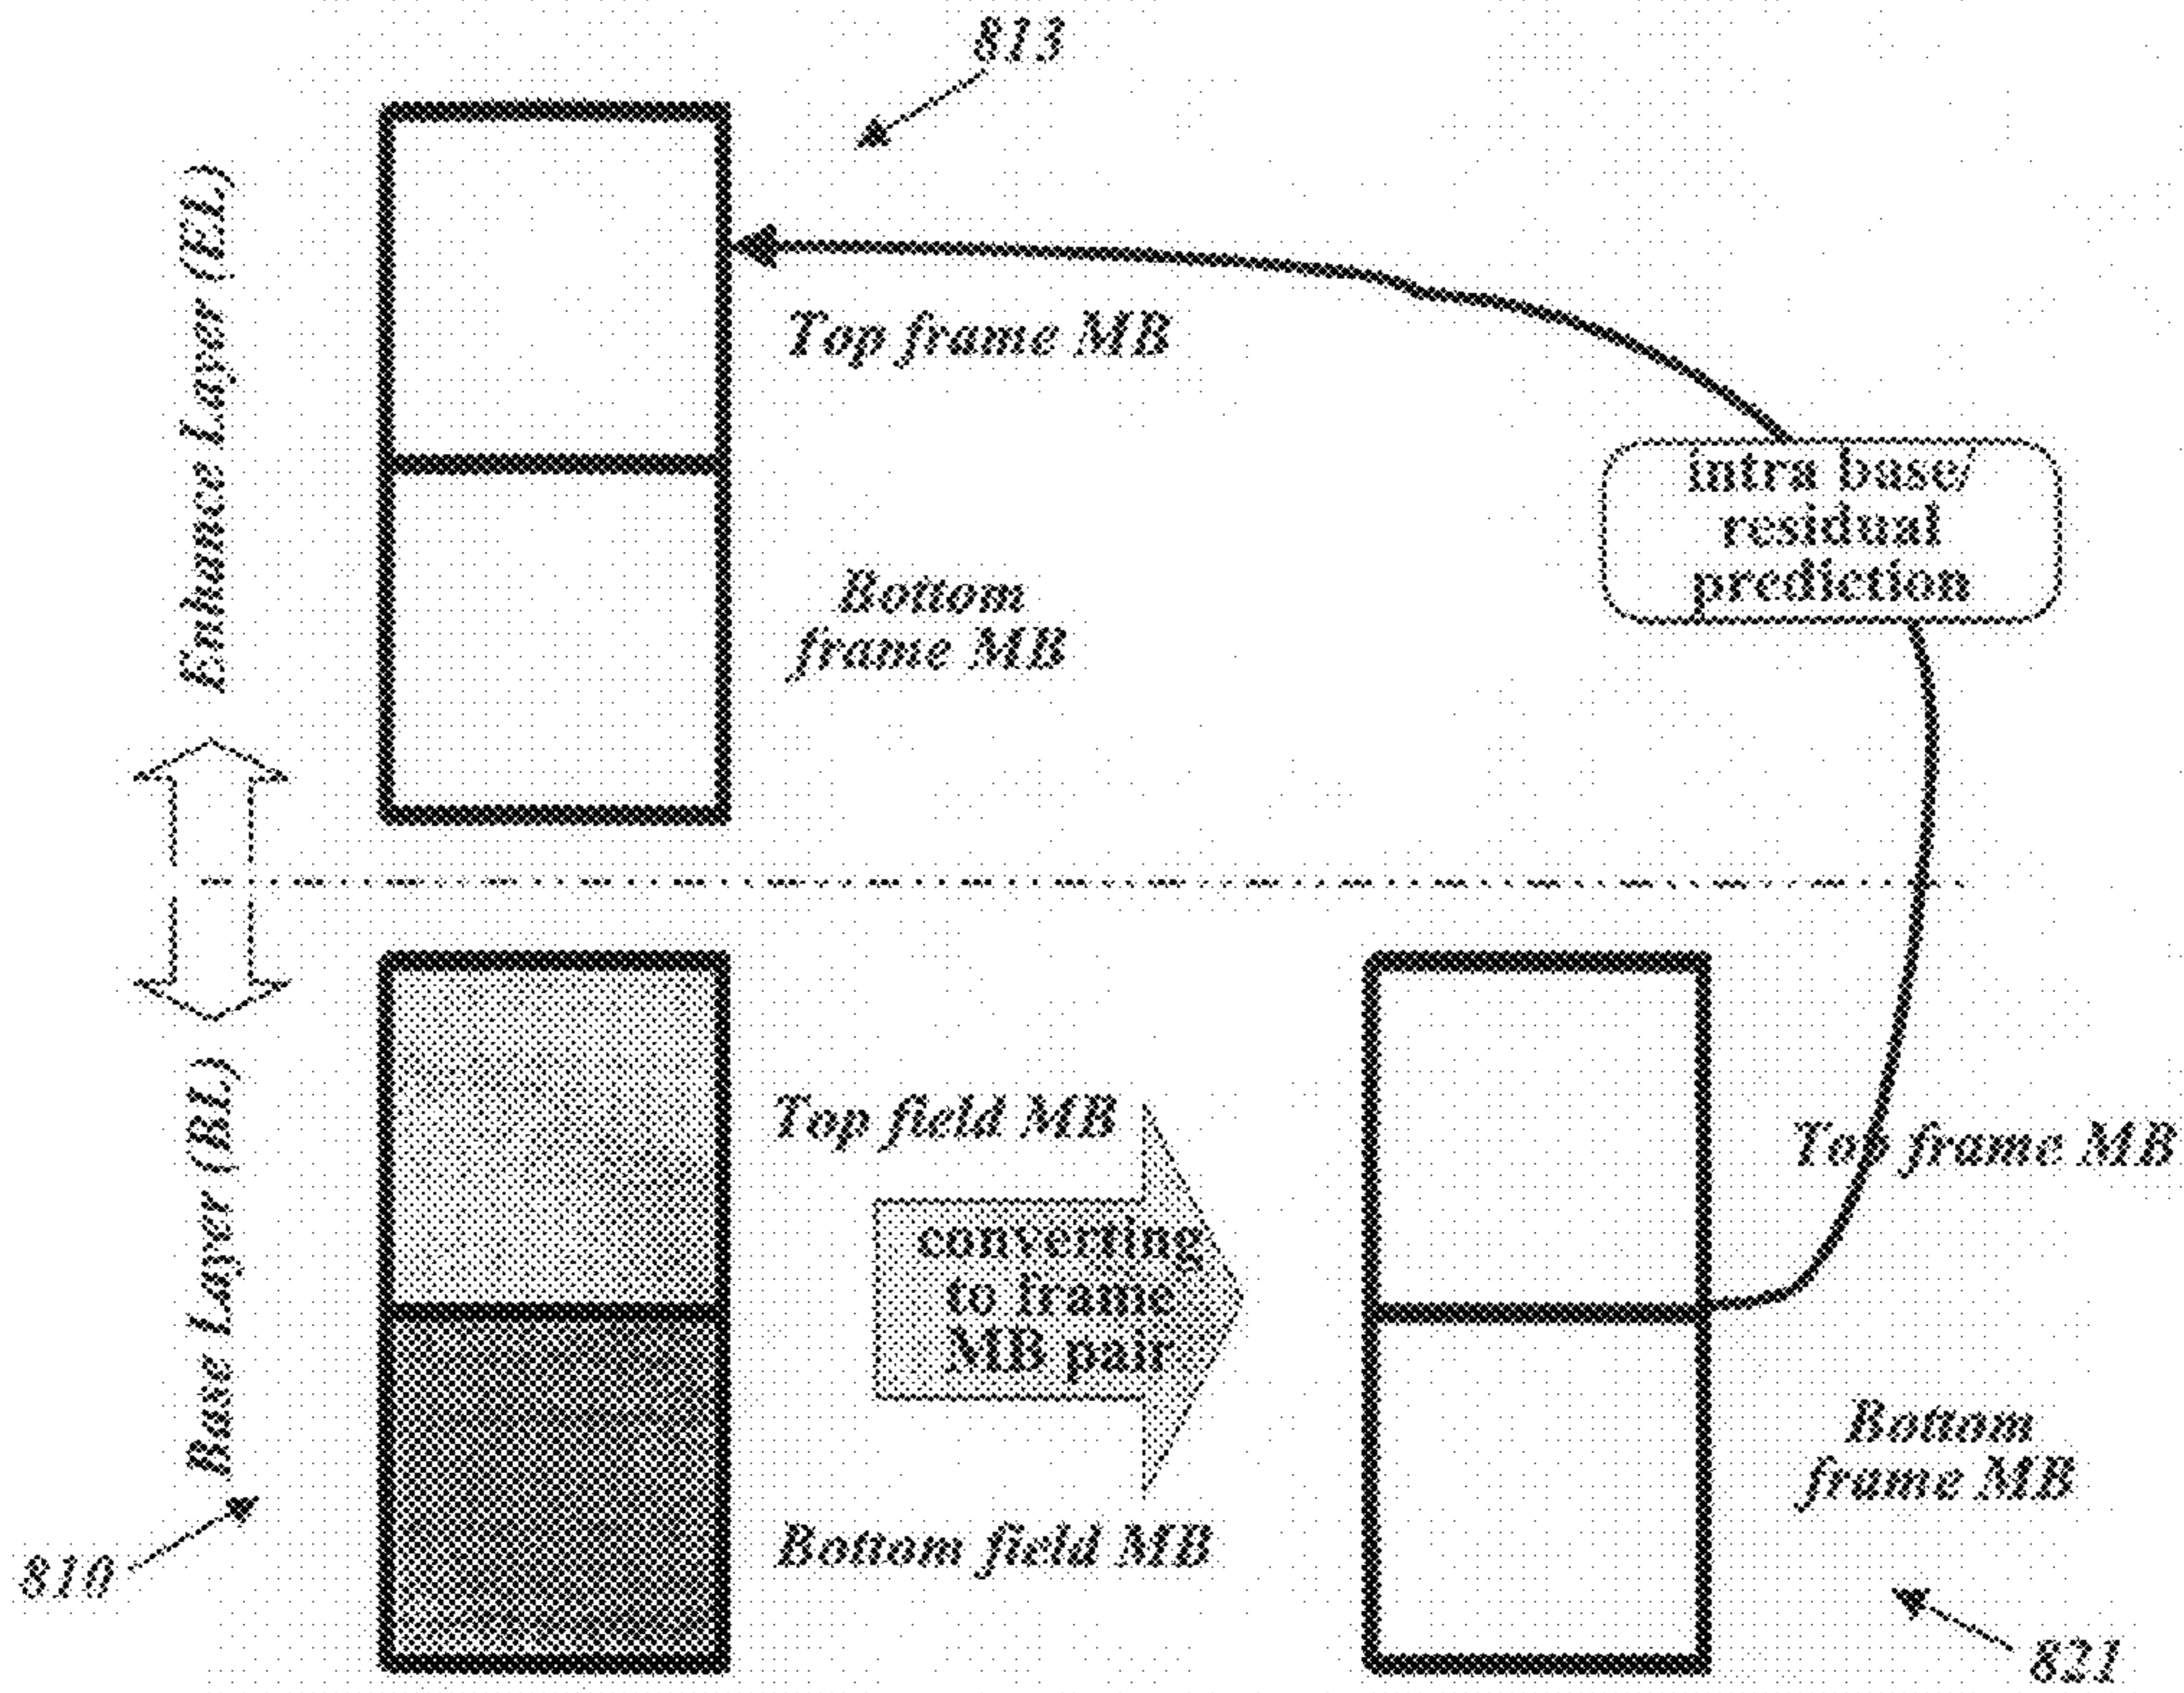 813
Enhance Layer (EL)
Top frame MB
intra base/
residual
prediction
Bottom
frame MB
Base Layer (BL)
Top field MB
Top frame MB
converting
to frame
MB pair
Bottom
frame MB
Bottom field MB
810
821